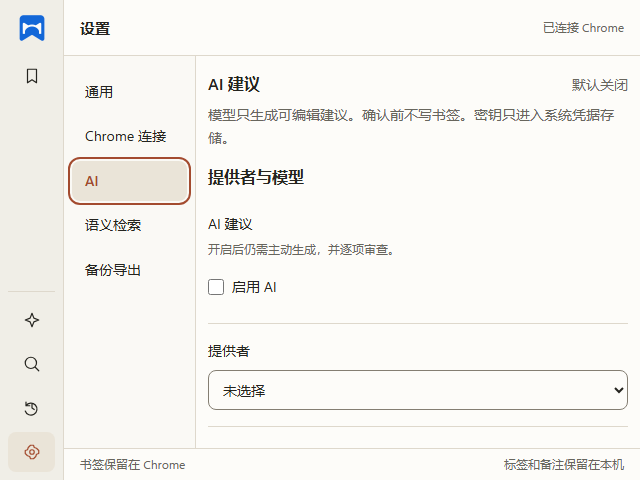 设置
已连接 Chrome
通用
Chrome 连接
AI
语义检索
备份导出
AI 建议
默认关闭
模型只生成可编辑建议。确认前不写书签。密钥只进入系统凭据存
储。
提供者与模型
AI 建议
开启后仍需主动生成，并逐项审查。
启用 AI
提供者
未选择
书签保留在 Chrome
标签和备注保留在本机